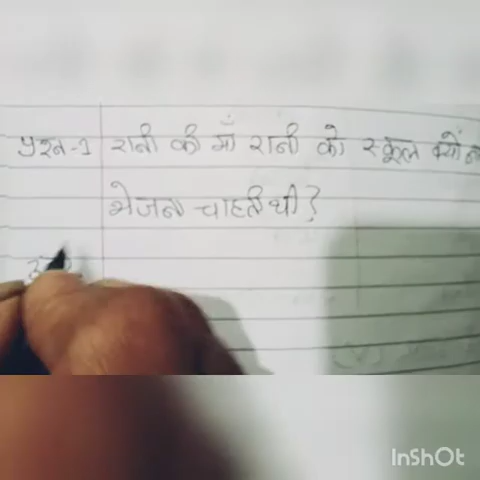 प्रश्न-1 रानी की माँ रानी को स्कूल क्यों
भेजना चाहती थी?
InShOt